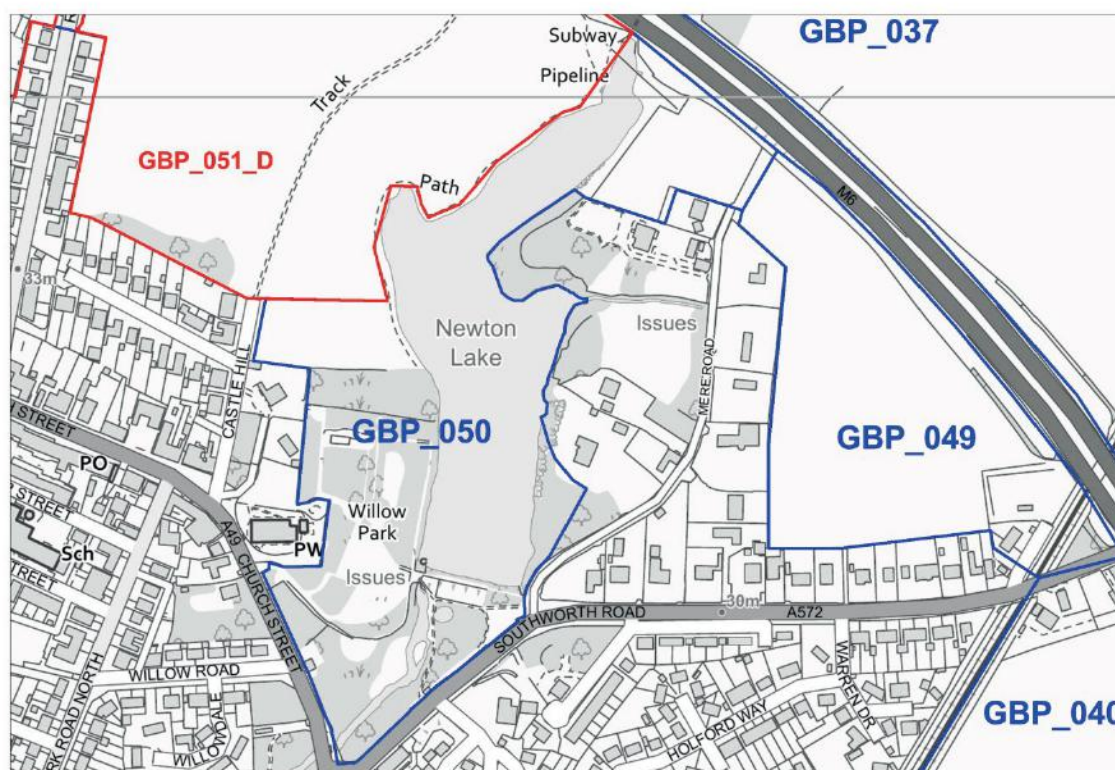 GBP_037
Subway
Pipeline
Track
GBP_051_D
Path
M6
33m
Newton
Lake
Issues
MERE ROAD
CASTLE HILL
GBP_050
GBP_049
STREET
PO
Willow
Park
STREET
A49
CHURCH STREET
PW
Sch
Issues
STREET
SOUTHWORTH ROAD
30m
A572
WILLOW ROAD
WARREN DR
GBP_040
HOLFORD WAY
WILLOWDALE
ROAD NORTH